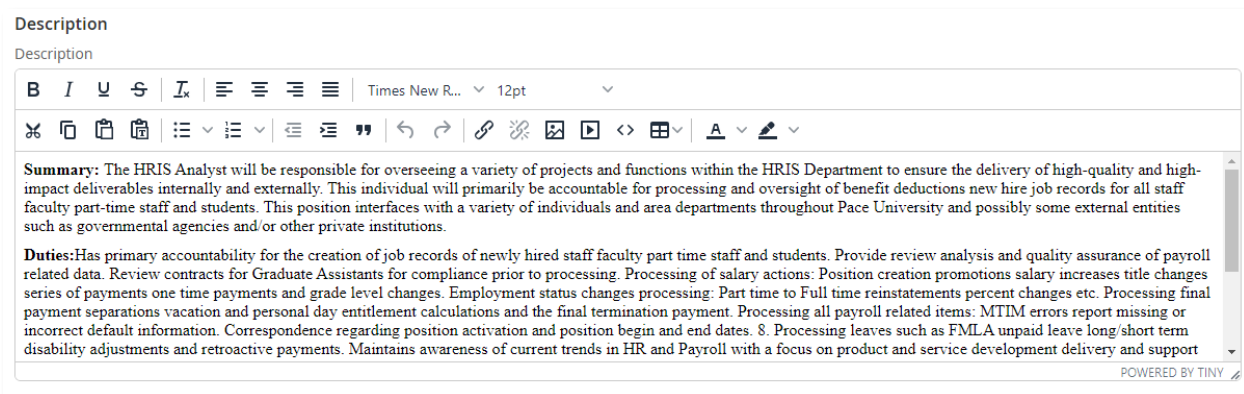 Description
Description
B I U S Ix Times New R... 12pt
A
Summary: The HRIS Analyst will be responsible for overseeing a variety of projects and functions within the HRIS Department to ensure the delivery of high-quality and high-
impact deliverables internally and externally. This individual will primarily be accountable for processing and oversight of benefit deductions new hire job records for all staff
faculty part-time staff and students. This position interfaces with a variety of individuals and area departments throughout Pace University and possibly some external entities
such as governmental agencies and/or other private institutions.
Duties:Has primary accountability for the creation of job records of newly hired staff faculty part time staff and students. Provide review analysis and quality assurance of payroll
related data. Review contracts for Graduate Assistants for compliance prior to processing. Processing of salary actions: Position creation promotions salary increases title changes
series of payments one time payments and grade level changes. Employment status changes processing: Part time to Full time reinstatements percent changes etc. Processing final
payment separations vacation and personal day entitlement calculations and the final termination payment. Processing all payroll related items: MTIM errors report missing or
incorrect default information. Correspondence regarding position activation and position begin and end dates. 8. Processing leaves such as FMLA unpaid leave long/short term
disability adjustments and retroactive payments. Maintains awareness of current trends in HR and Payroll with a focus on product and service development delivery and support
POWERED BY TINY